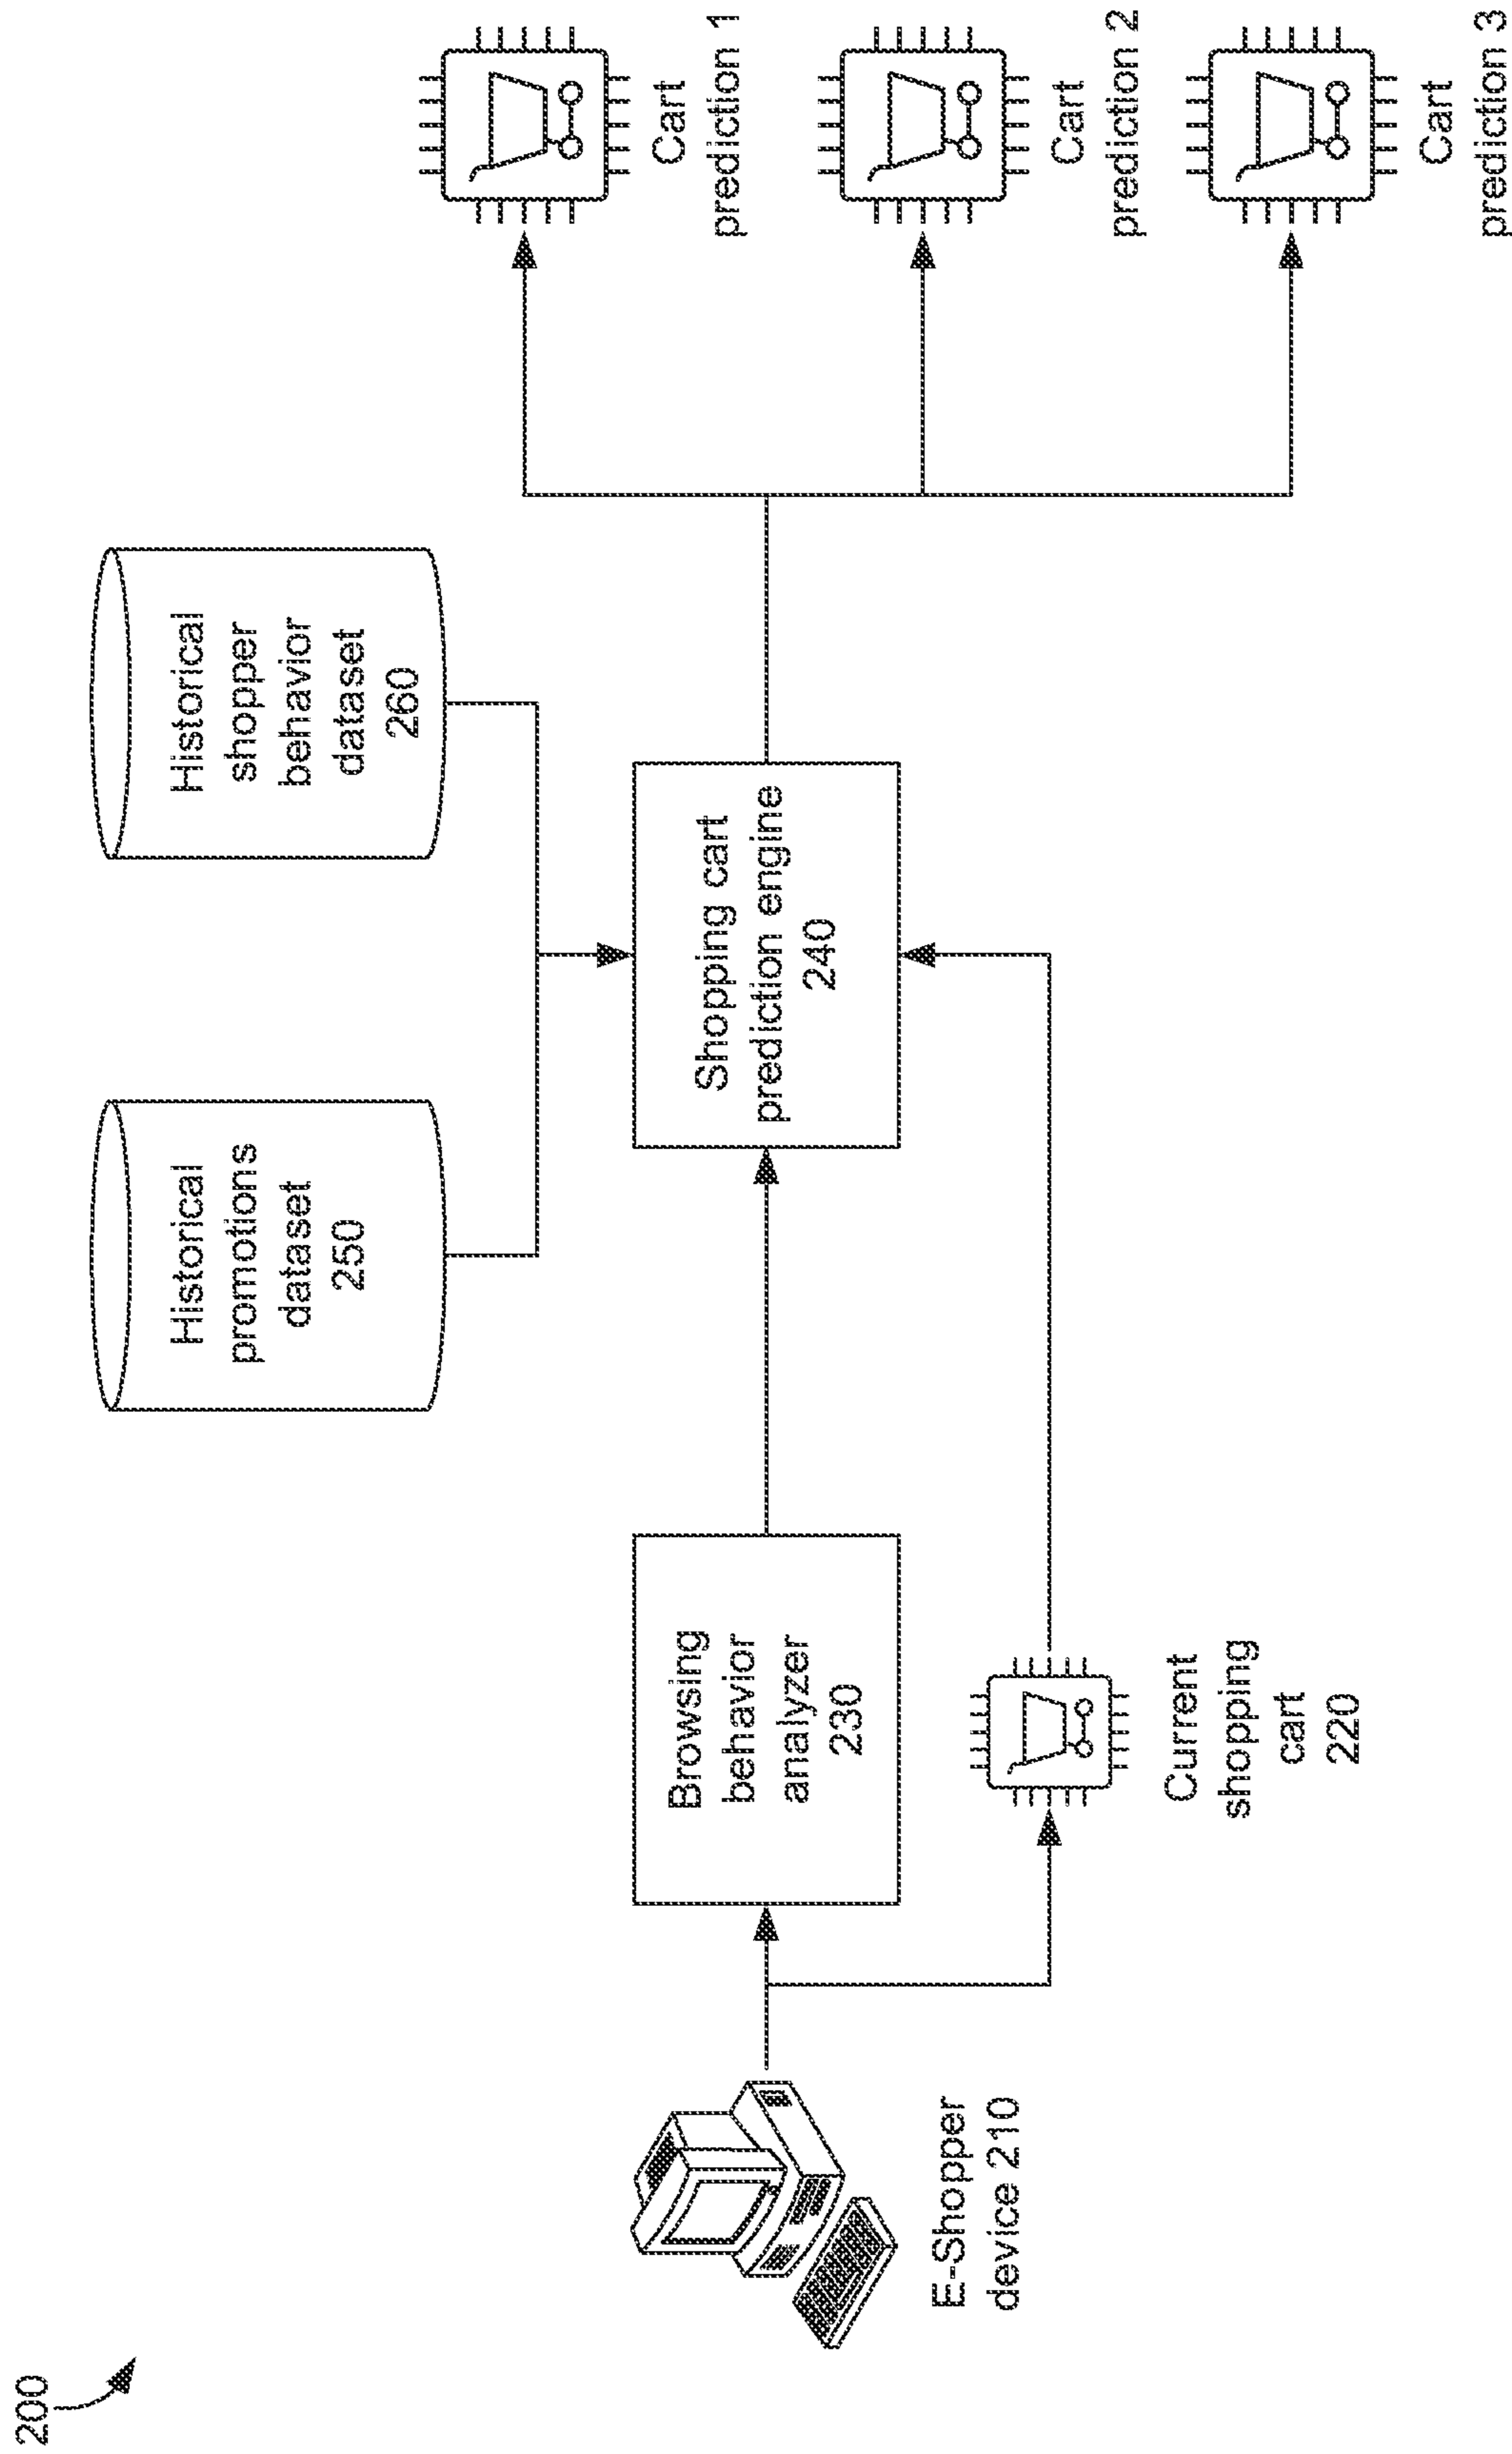 200
Historical
promotions
dataset
250
Historical
shopper
behavior
dataset
260
E-Shopper
device 210
Browsing
behavior
analyzer
230
Current
shopping
cart
220
Shopping cart
prediction engine
240
Cart
prediction 1
Cart
prediction 2
Cart
prediction 3